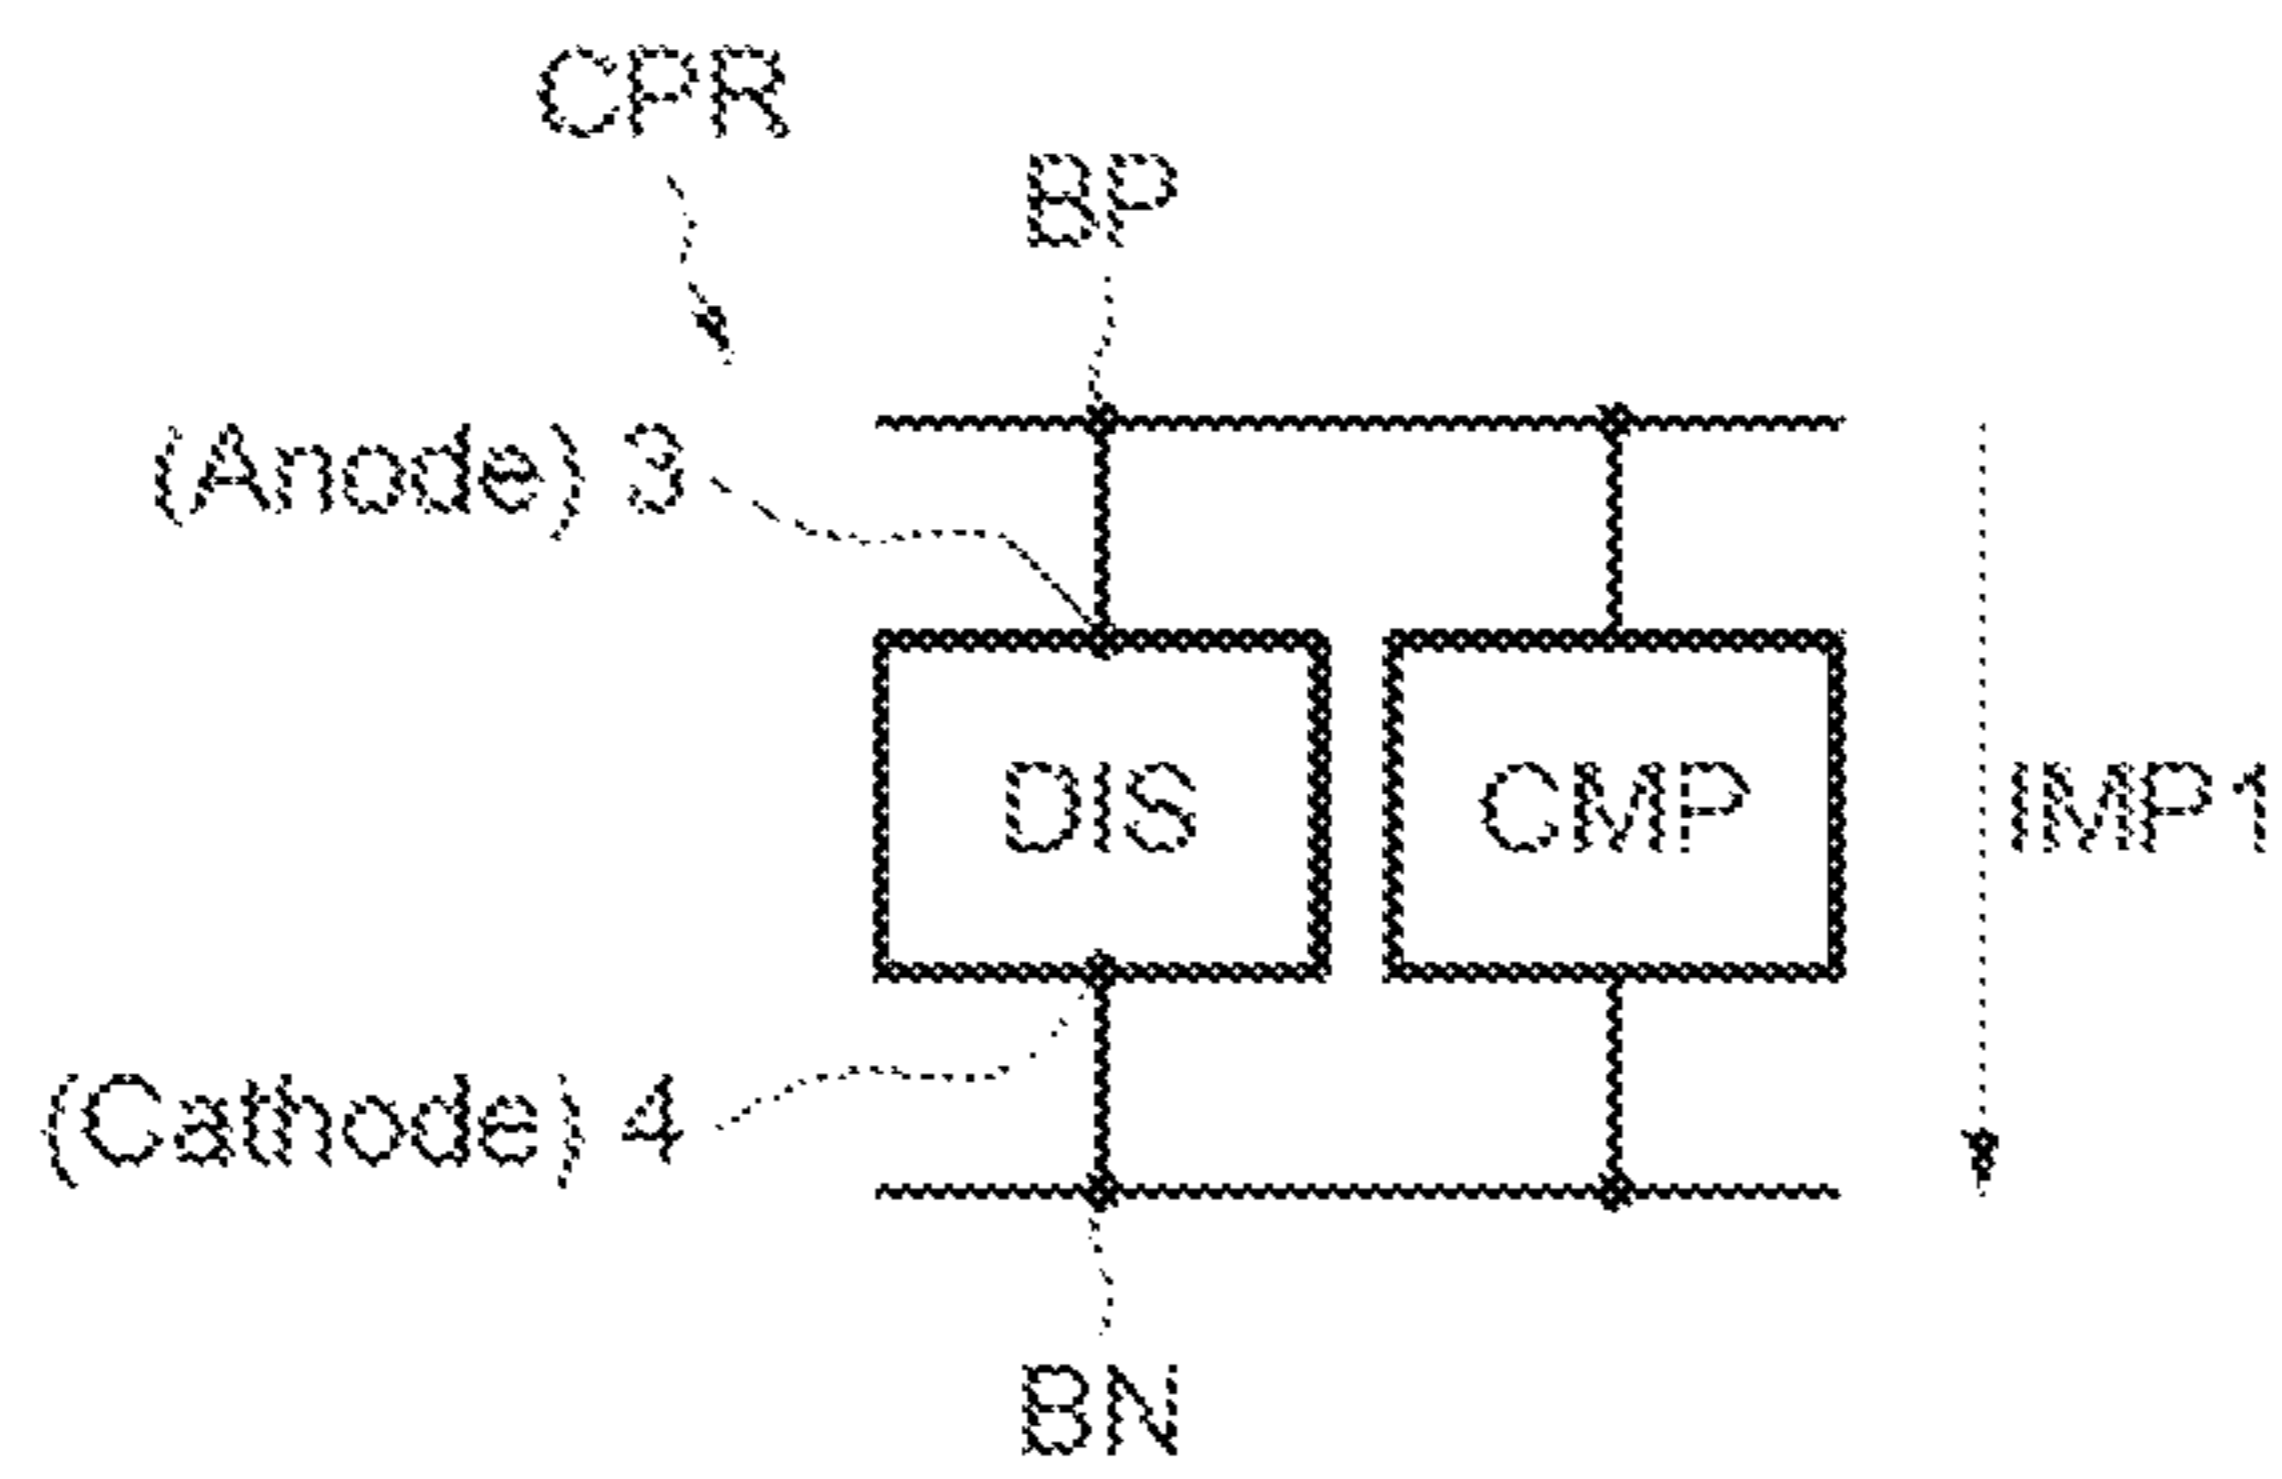 CPR
BP
(Anode) 3
DIS
CMP
IMP1
(Cathode) 4
BN